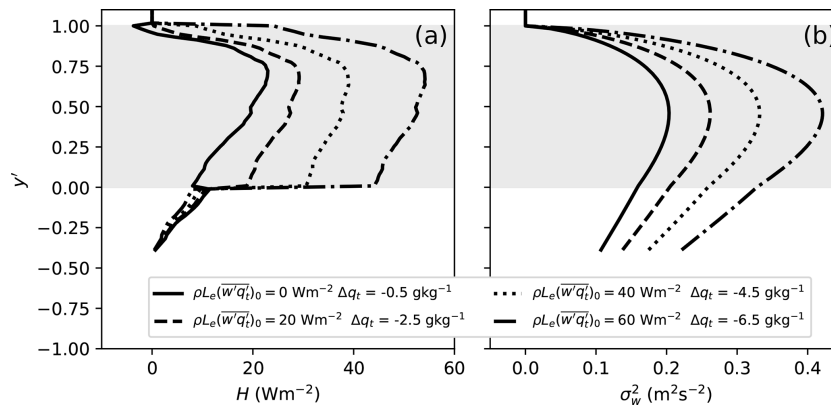 (a)
(b)
1.00
0.75
0.50
0.25
0.00
−0.25
−0.50
−0.75
−1.00
y′
ρLₑ(w′q′ₜ)₀ = 0 Wm⁻² Δqₜ = -0.5 gkg⁻¹
ρLₑ(w′q′ₜ)₀ = 20 Wm⁻² Δqₜ = -2.5 gkg⁻¹
ρLₑ(w′q′ₜ)₀ = 40 Wm⁻² Δqₜ = -4.5 gkg⁻¹
ρLₑ(w′q′ₜ)₀ = 60 Wm⁻² Δqₜ = -6.5 gkg⁻¹
0 20 40 60
H (Wm⁻²)
0.0 0.1 0.2 0.3 0.4
σ²w (m²s⁻²)